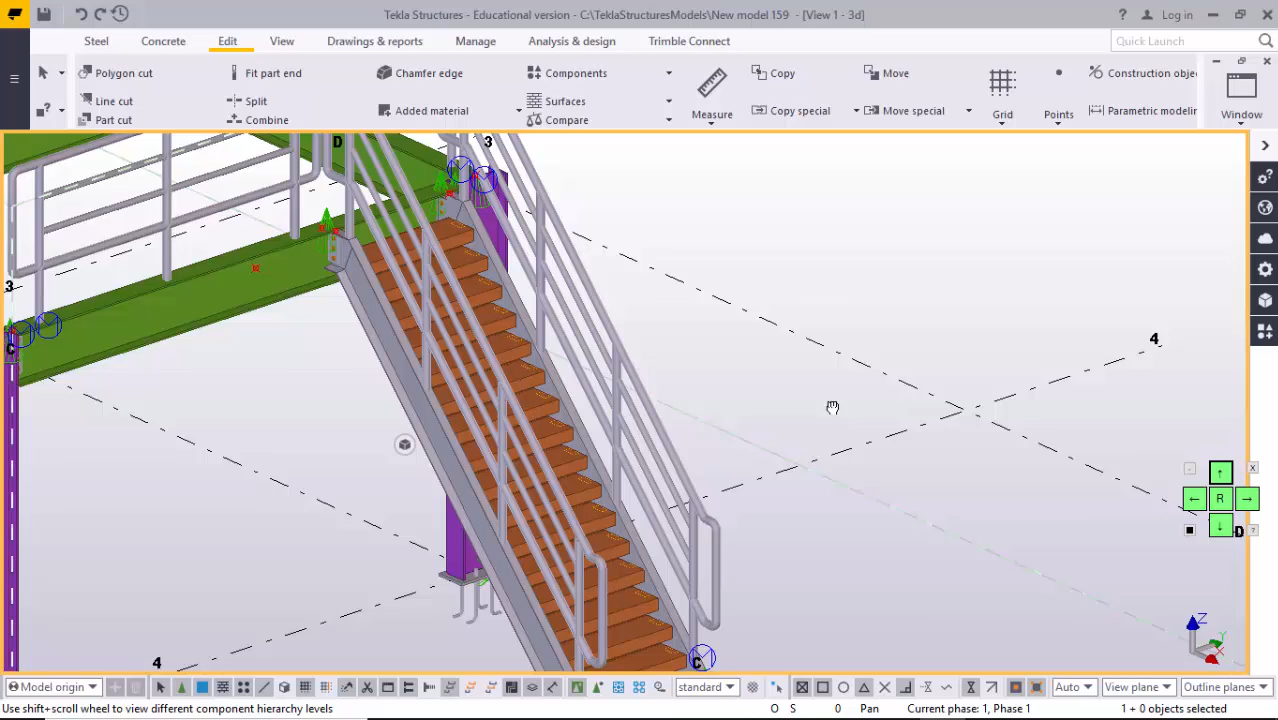 Tekla Structures - Educational version - C:\TeklaStructuresModels\New model 159 - [View 1 - 3d]
? Log in
Steel Concrete Edit View Drawings & reports Manage Analysis & design Trimble Connect Quick Launch
Polygon cut Fit part end Chamfer edge Components Copy Move Construction obje
Line cut Split Added material Surfaces Copy special Move special Parametric modelin
Part cut Combine Compare Measure Grid Points Window
D 3
3
C
4
X
R
D ?
Z
Y
X
4
C
Model origin standard Auto View plane Outline planes
Use shift+scroll wheel to view different component hierarchy levels O S 0 Pan Current phase: 1, Phase 1 1 + 0 objects selected